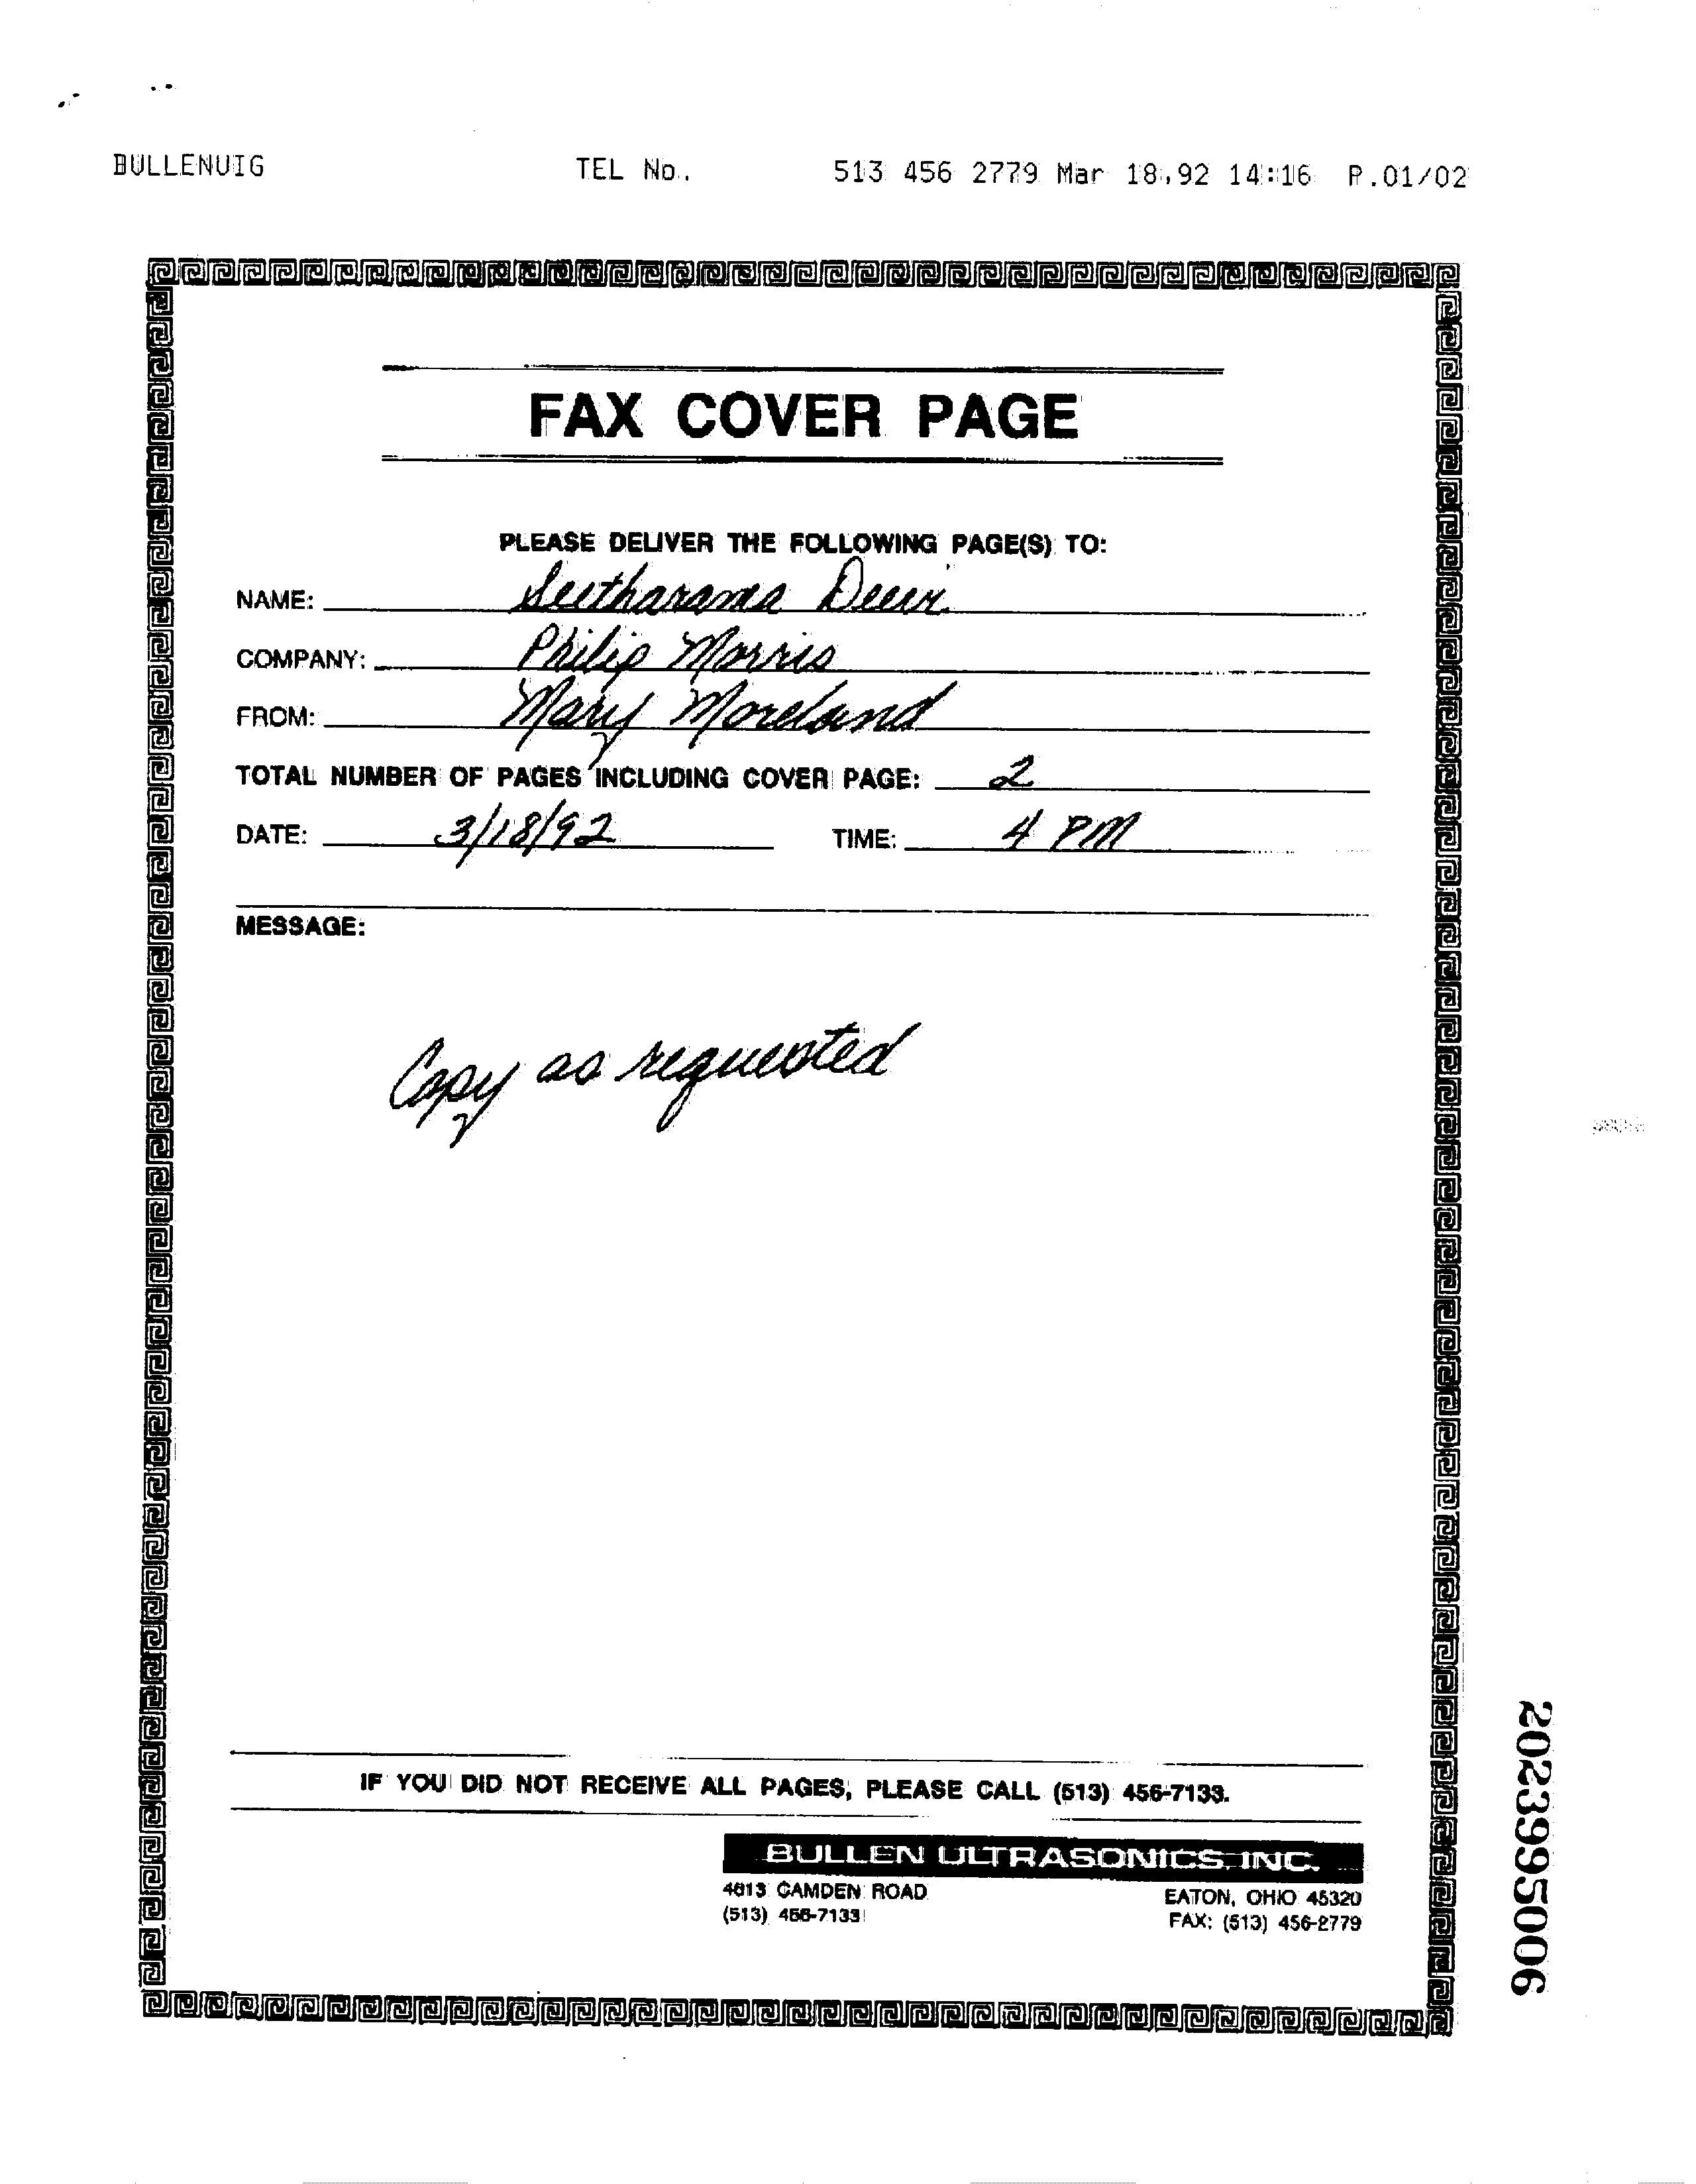 BULLENUIG TEL No. 513 456 2779 Mar 18,92 14:16 P.01/02
FAX COVER PAGE
PLEASE DELIVER THE FOLLOWING PAGE(S) TO:
NAME: Seetharama
COMPANY: Philip Morris
FROM: Mary Moreland
TOTAL NUMBER OF PAGES INCLUDING COVER PAGE: 2
DATE: 3/18/92 TIME: 4 PM
MESSAGE:
Copy as requested
IF YOU DID NOT RECEIVE ALL PAGES, PLEASE CALL (513) 456-7133.
BULLEN ULTRASONICS, INC.
4613 CAMDEN ROAD EATON, OHIO 45320
(513) 456-7133 FAX: (513) 456-2779
2023995006